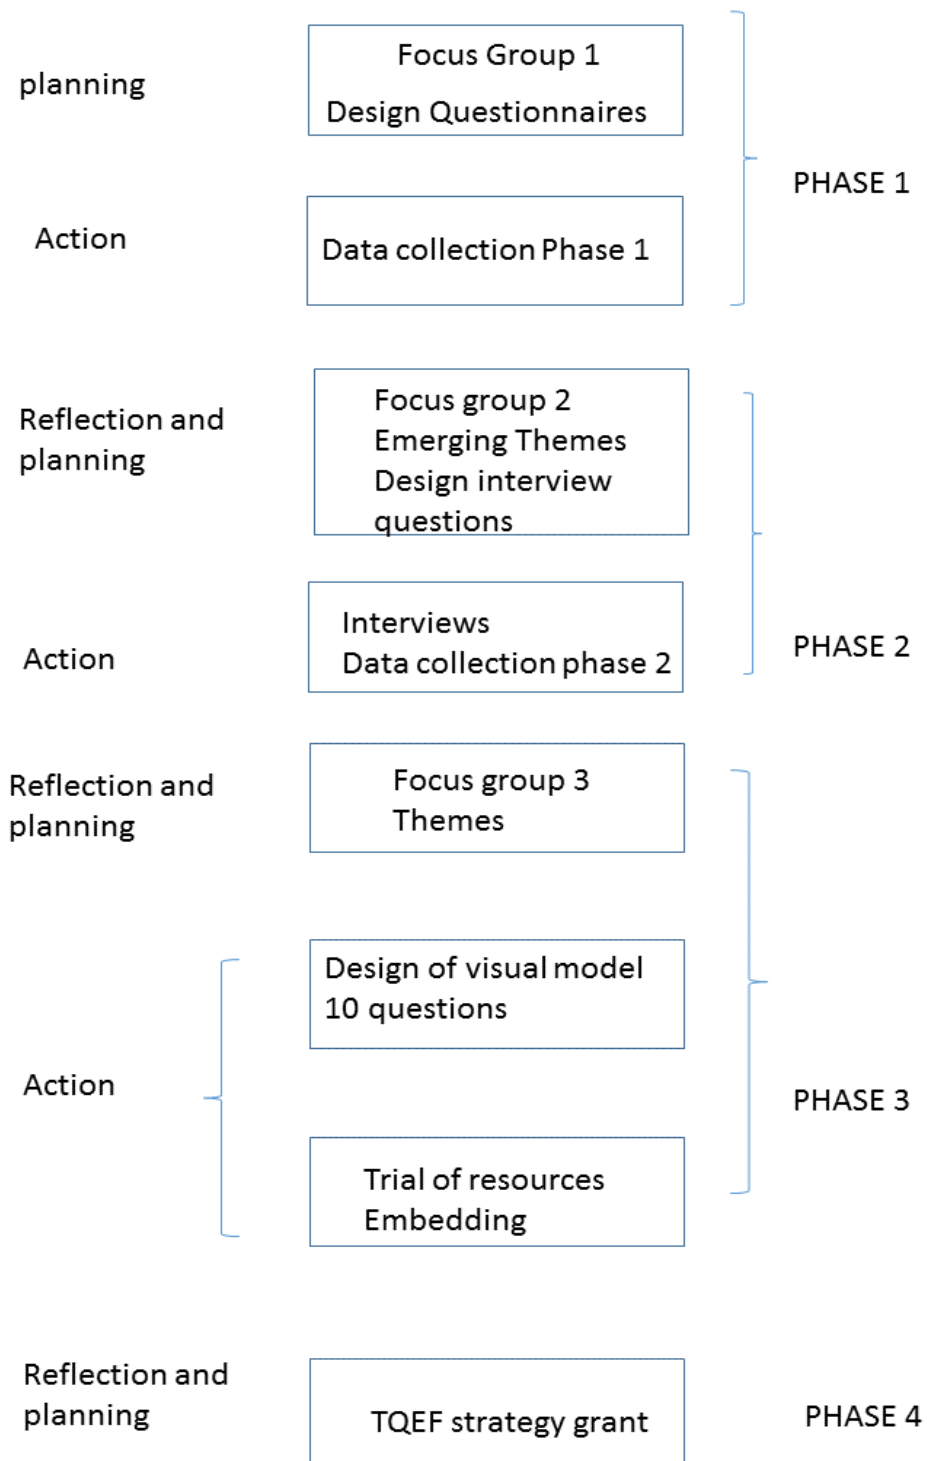 planning
Focus Group 1
Design Questionnaires
PHASE 1
Action
Data collection Phase 1
Reflection and
planning
Focus group 2
Emerging Themes
Design interview
questions
Action
Interviews
Data collection phase 2
PHASE 2
Reflection and
planning
Focus group 3
Themes
Design of visual model
10 questions
Action
PHASE 3
Trial of resources
Embedding
Reflection and
planning
TQEF strategy grant
PHASE 4